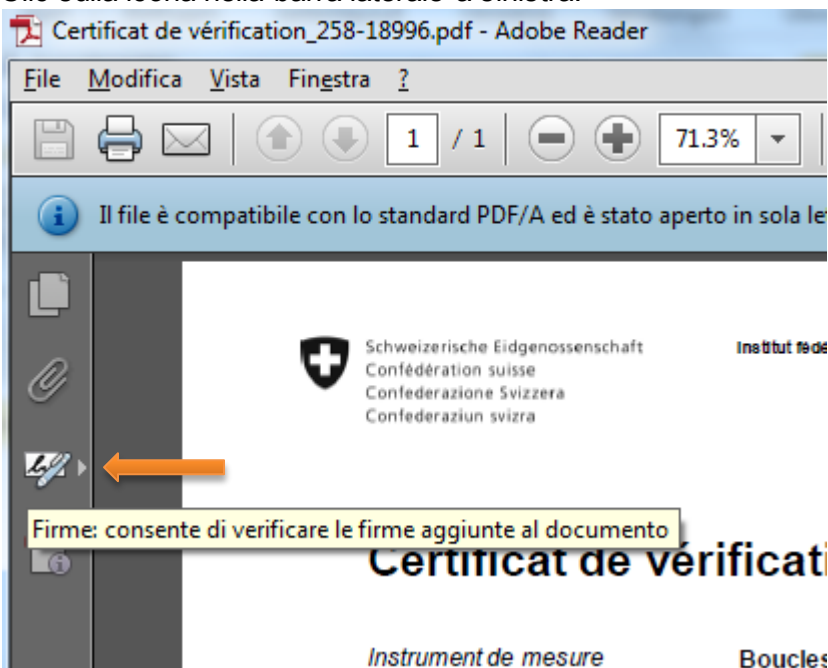 Certificat de vérification_258-18996.pdf - Adobe Reader
File Modifica Vista Finestra ?
1 / 1 71.3%
Il file è compatibile con lo standard PDF/A ed è stato aperto in sola
Schweizerische Eidgenossenschaft
Confédération suisse
Confederazione Svizzera
Confederaziun svizra
Institut
Firme: consente di verificare le firme aggiunte al documento
Certificat de
Instrument de mesure
Boucles